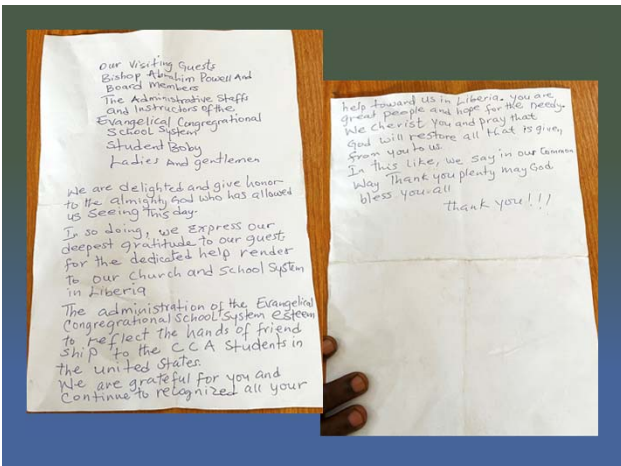 Our Visiting Guests
Bishop Abrahim Powell And
Board Members
The Administrative Staffs
and Instructors of the
Evangelical Congregrational
School System
Student Boby
Ladies And gentlemen
We are delighted and give honor
to the almighty God who has allowed
us seeing this day.
In so doing, we express our
deepest gratitude to our guest
for the dedicated help render
to our church and school system
in Liberia
The administration of the Evangelical
Congregrational school system esteem
to reflect the hands of friend
ship to the CCA Students in
the united states.
We are grateful for you and
Continue to recognized all your
help toward us in Liberia. you are
great people and hope for the needy.
We cherist you and pray that
God will restore all that is given,
from you to us.
In this like, we say in our Common
Way Thank you plenty may God
bless you all
thank you!!!